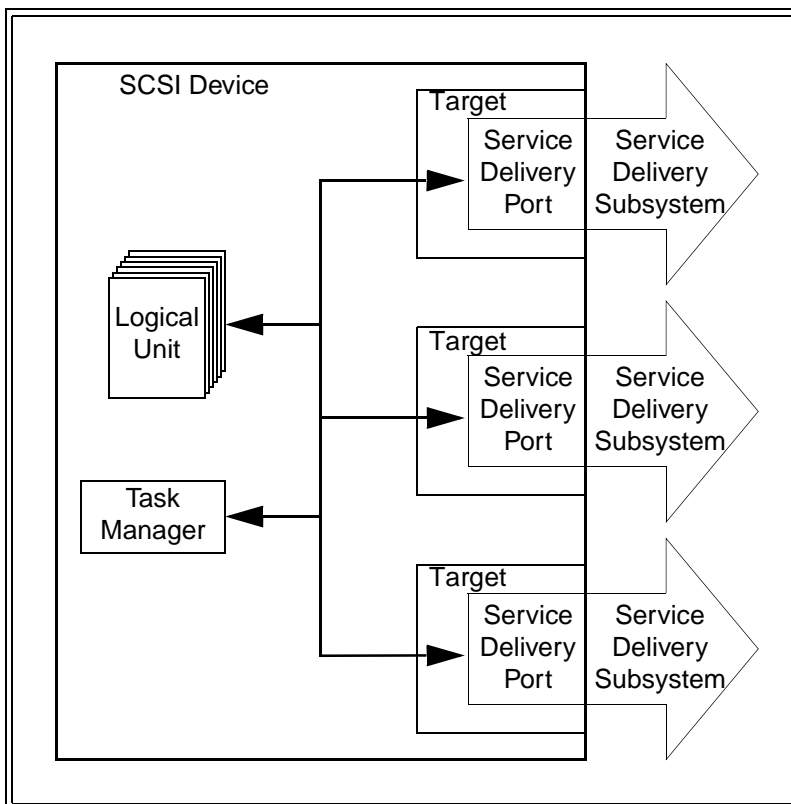 SCSI Device
Target
Service
Delivery
Port
Service
Delivery
Subsystem
Logical
Unit
Target
Service
Delivery
Port
Service
Delivery
Subsystem
Task
Manager
Target
Service
Delivery
Port
Service
Delivery
Subsystem